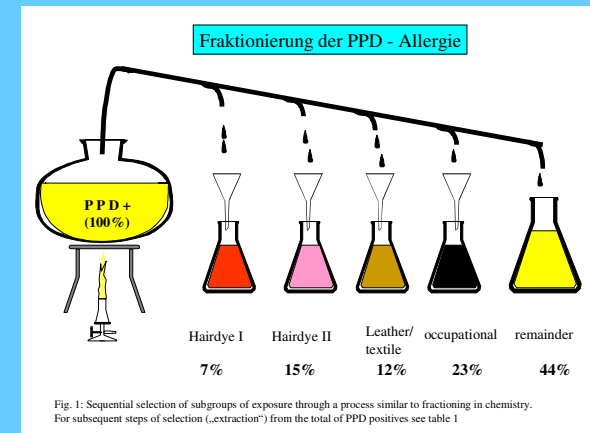 Fraktionierung der PPD - Allergie
P P D +
(100%)
Hairdye I Hairdye II Leather/ occupational remainder
textile
7% 15% 12% 23% 44%
Fig. 1: Sequential selection of subgroups of exposure through a process similar to fractioning in chemistry.
For subsequent steps of selection („extraction“) from the total of PPD positives see table 1